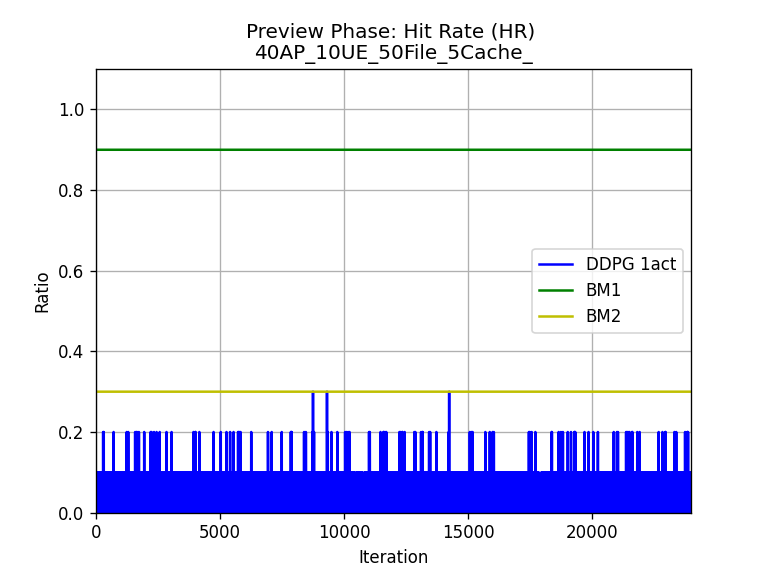 Preview Phase: Hit Rate (HR)
40AP_10UE_50File_5Cache_
1.0
0.8
0.6
0.4
0.2
0.0
Ratio
DDPG 1act
BM1
BM2
0
5000
10000
15000
20000
Iteration